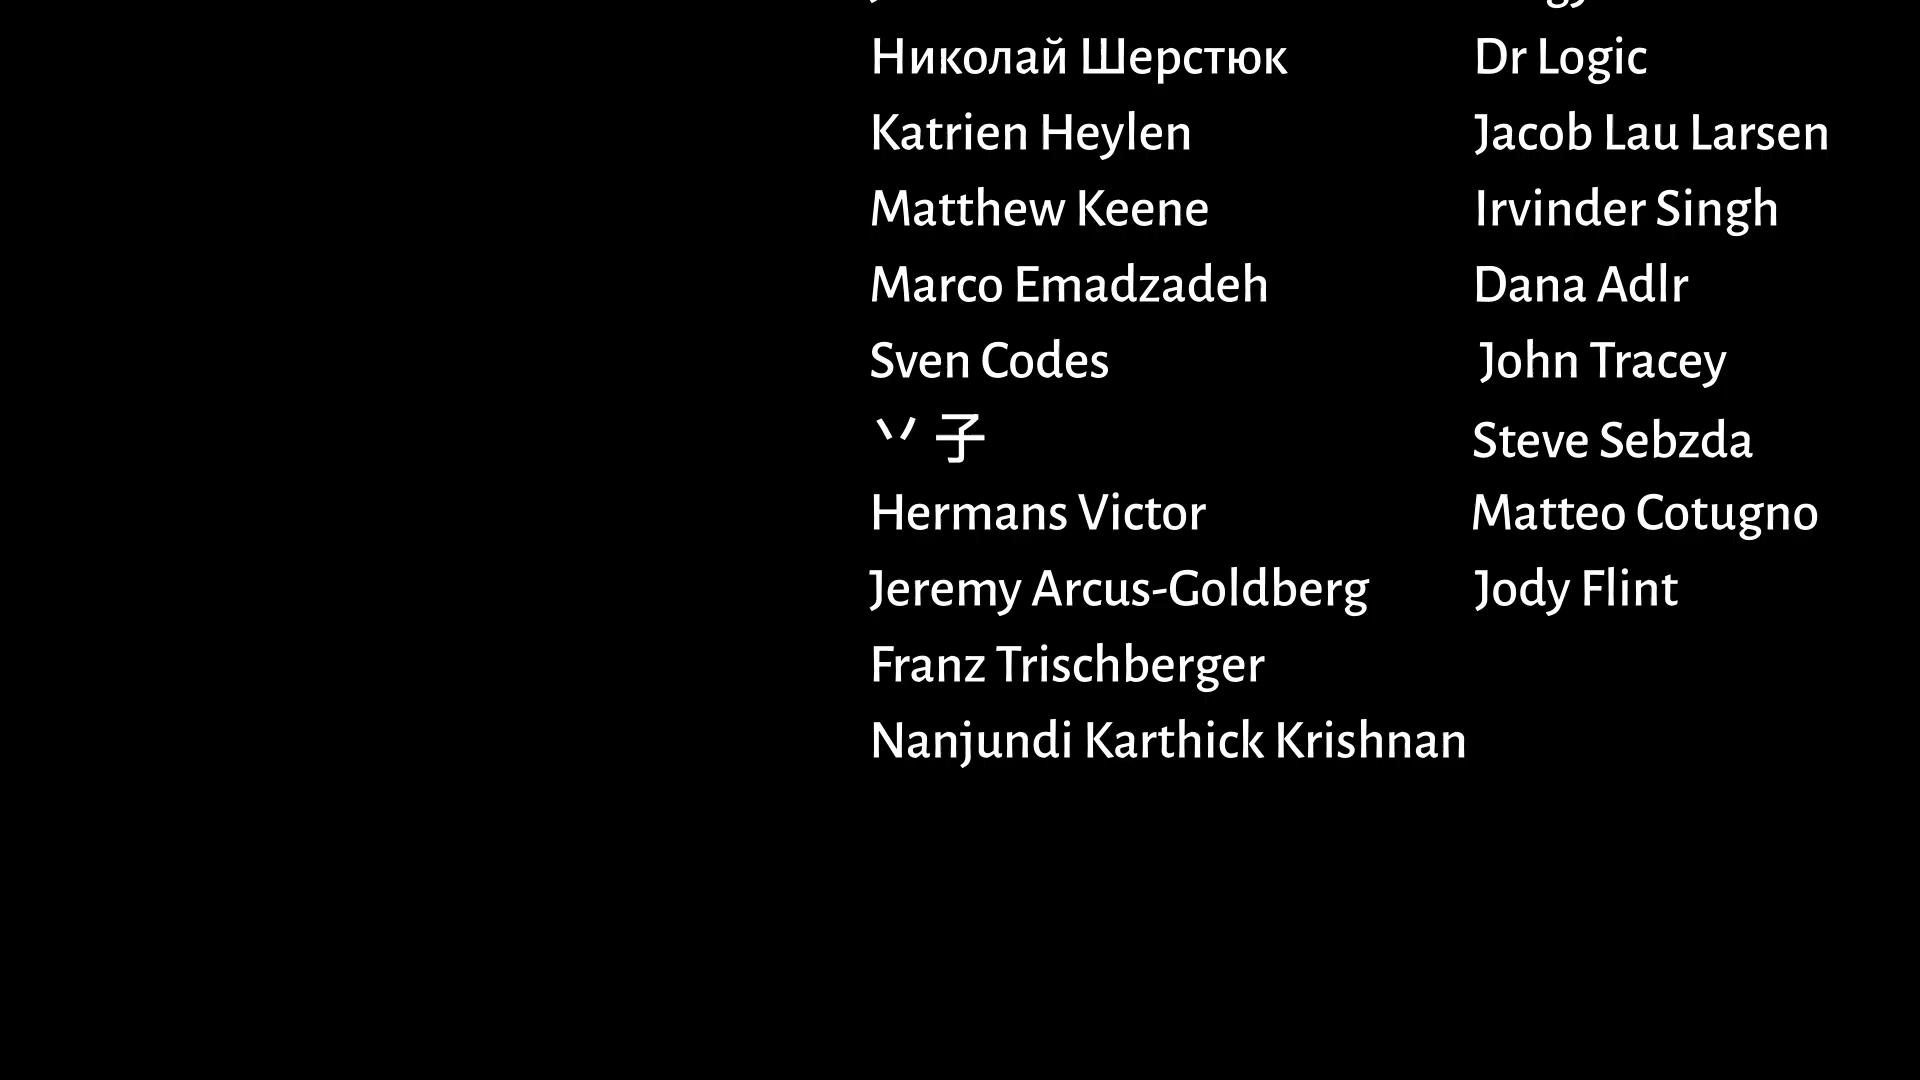 Николай Шерстюк
Dr Logic
Katrien Heylen
Jacob Lau Larsen
Matthew Keene
Irvinder Singh
Marco Emadzadeh
Dana Adlr
Sven Codes
John Tracey
丷 子
Steve Sebzda
Hermans Victor
Matteo Cotugno
Jeremy Arcus-Goldberg
Jody Flint
Franz Trischberger
Nanjundi Karthick Krishnan